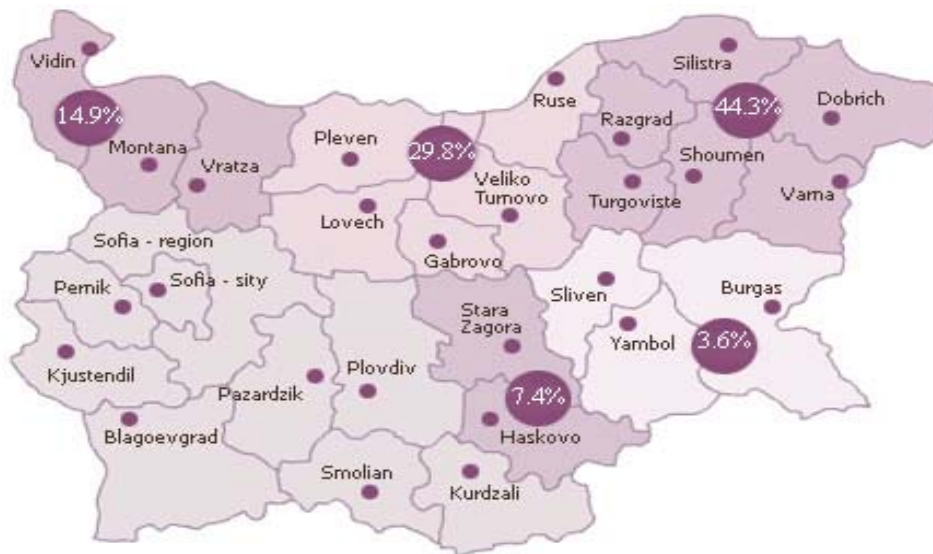 Vidin
Silistra
Ruse
Dobrich
14.9%
44.3%
Razgrad
Pleven
29.8%
Montana
Vratza
Shoumen
Veliko
Turnovo
Turgoviste
Varna
Lovech
Sofia - region
Gabrovo
Sofia - sity
Pernik
Sliven
Burgas
Stara
Zagora
Yambol
3.6%
Kjustendil
Pazardzik
Plovdiv
7.4%
Blagoevgrad
Haskovo
Smolian
Kurdzali